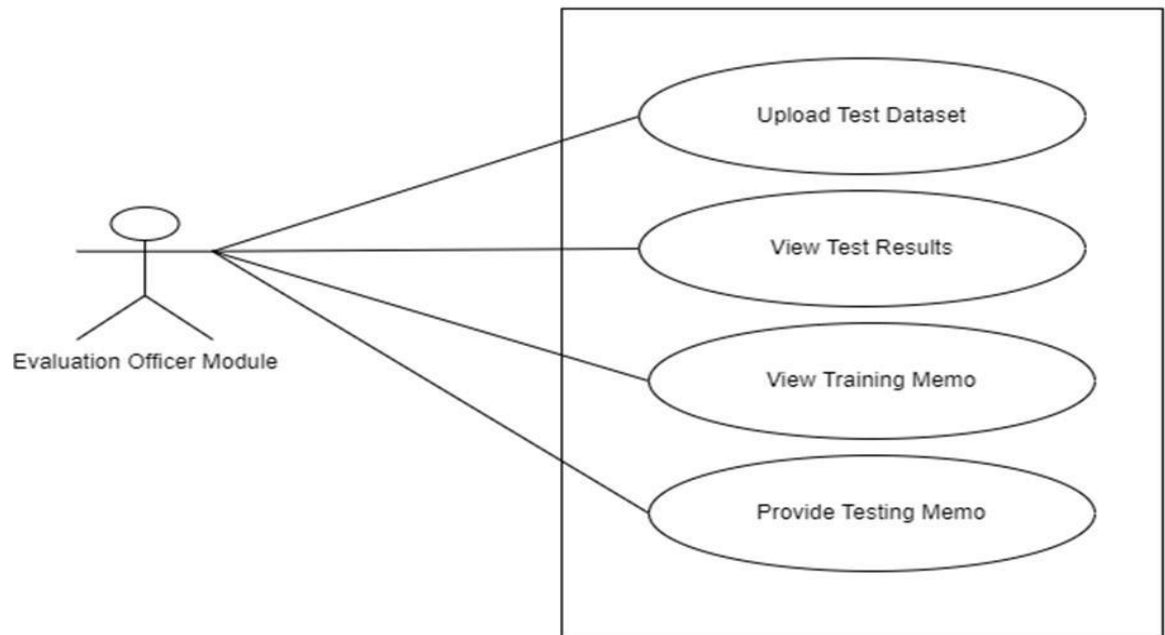 Upload Test Dataset
View Test Results
Evaluation Officer Module
View Training Memo
Provide Testing Memo